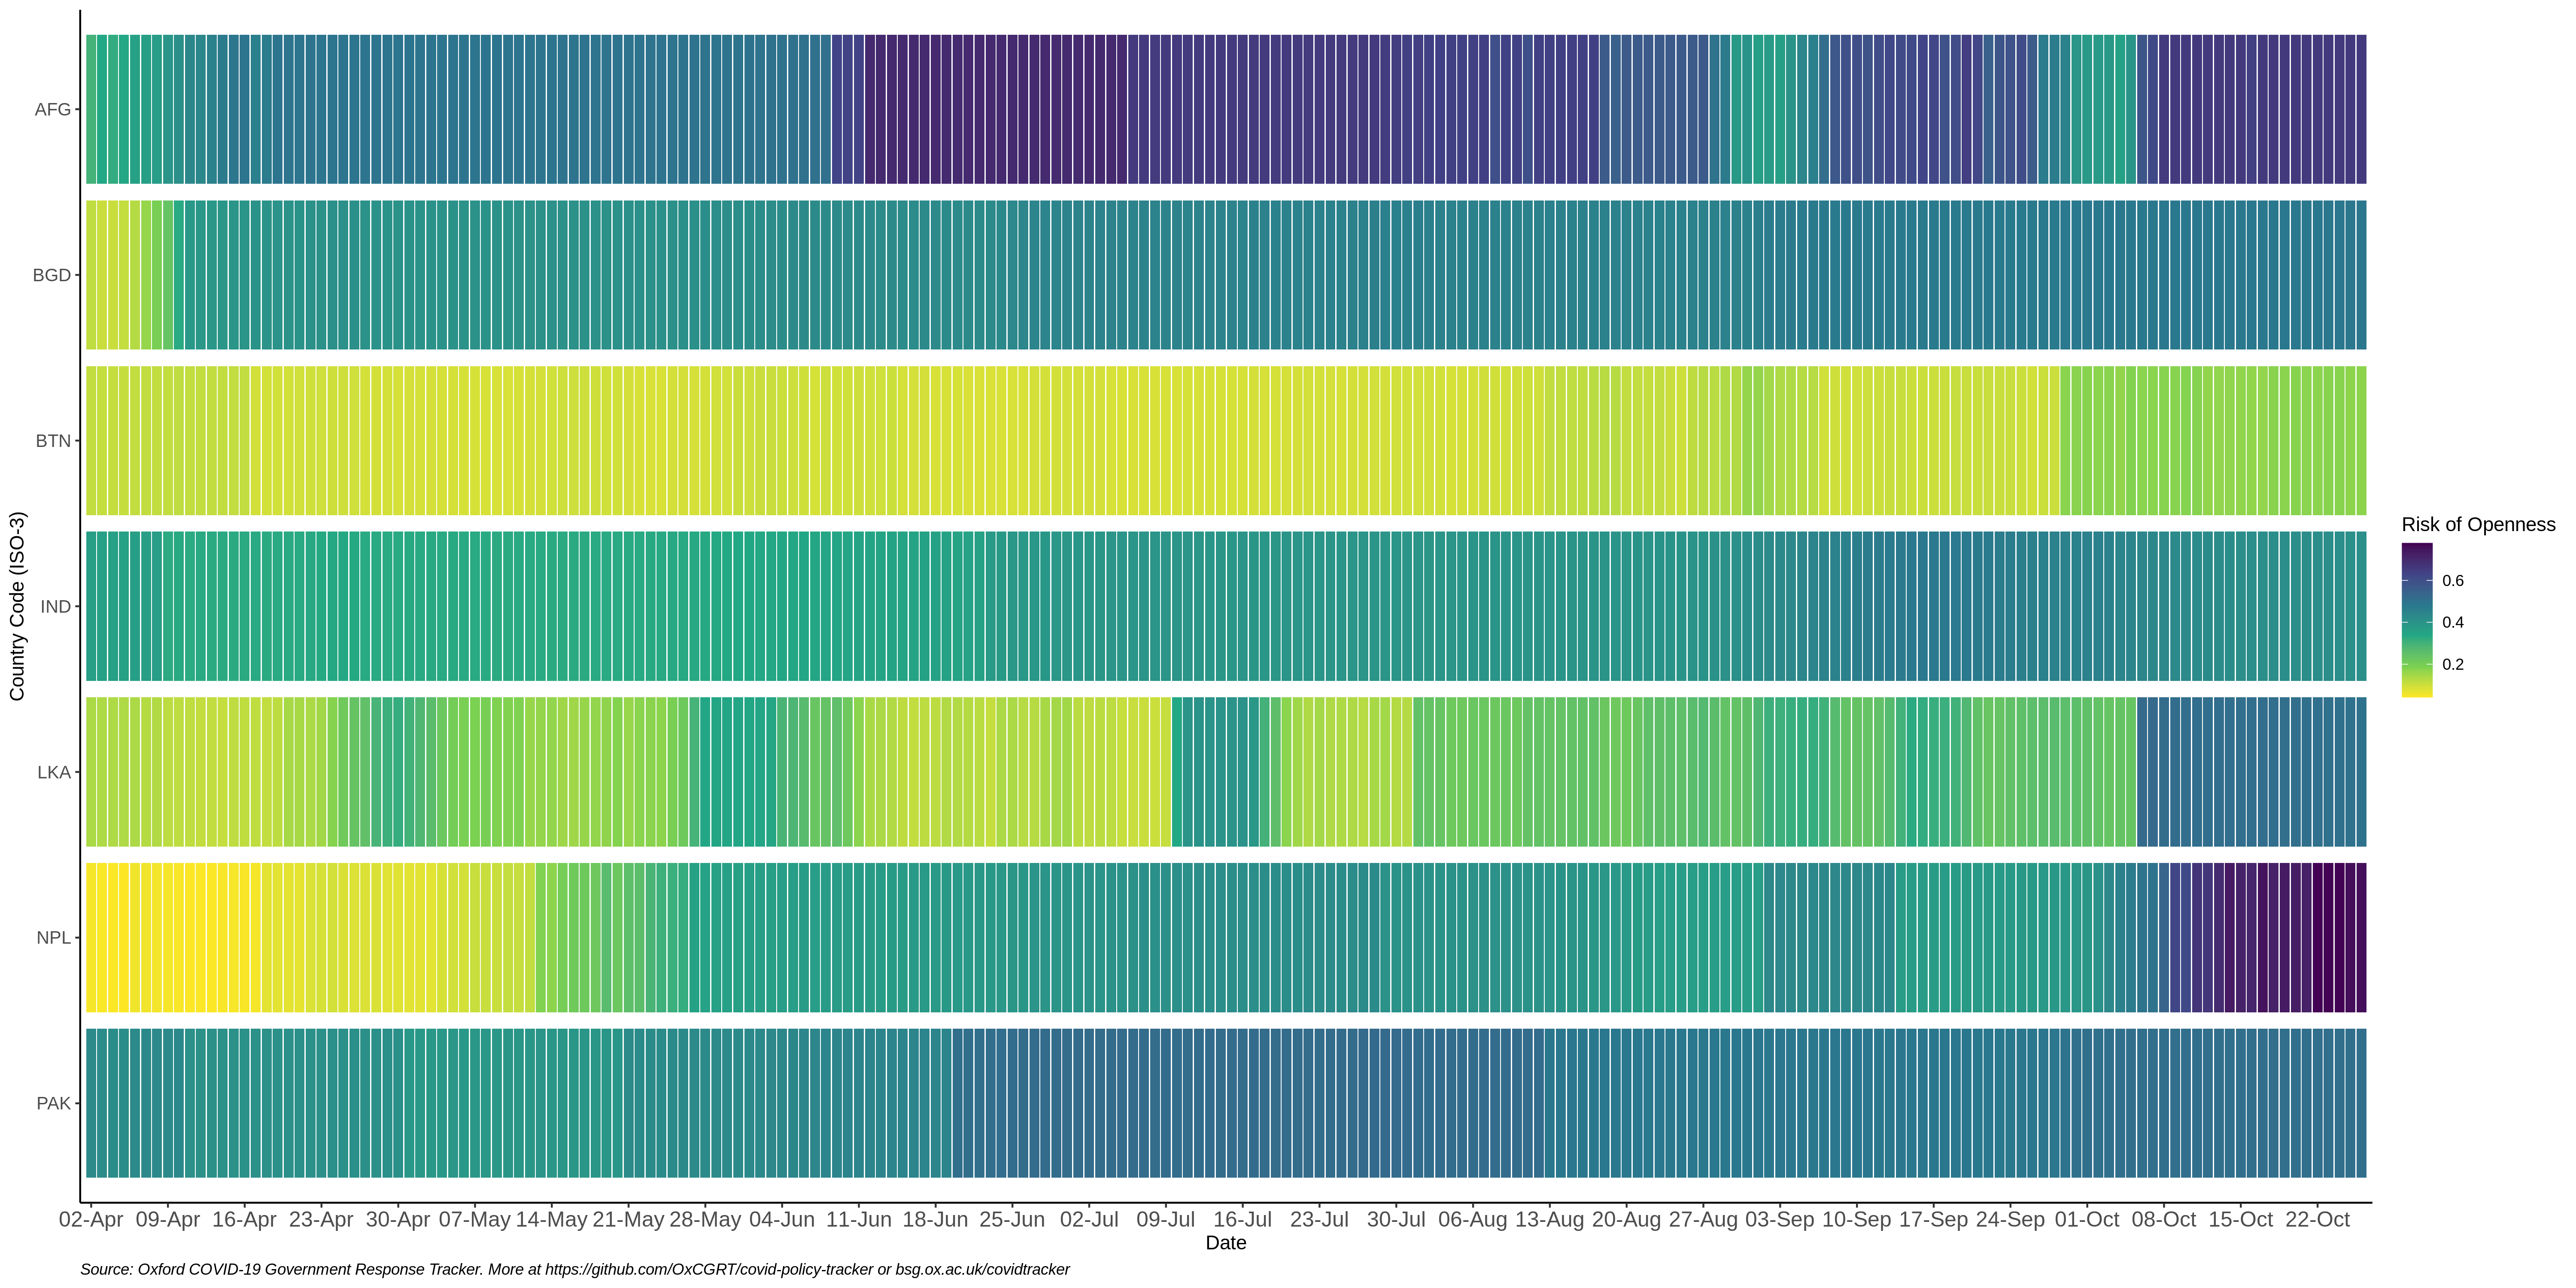 AFG
BGD
BTN
IND
LKA
NPL
PAK
Country Code (ISO-3)
02-Apr 09-Apr 16-Apr 23-Apr 30-Apr 07-May 14-May 21-May 28-May 04-Jun 11-Jun 18-Jun 25-Jun 02-Jul 09-Jul 16-Jul 23-Jul 30-Jul 06-Aug 13-Aug 20-Aug 27-Aug 03-Sep 10-Sep 17-Sep 24-Sep 01-Oct 08-Oct 15-Oct 22-Oct
Date
Risk of Openness
0.6
0.4
0.2
Source: Oxford COVID-19 Government Response Tracker. More at https://github.com/OxCGRT/covid-policy-tracker or bsg.ox.ac.uk/covidtracker